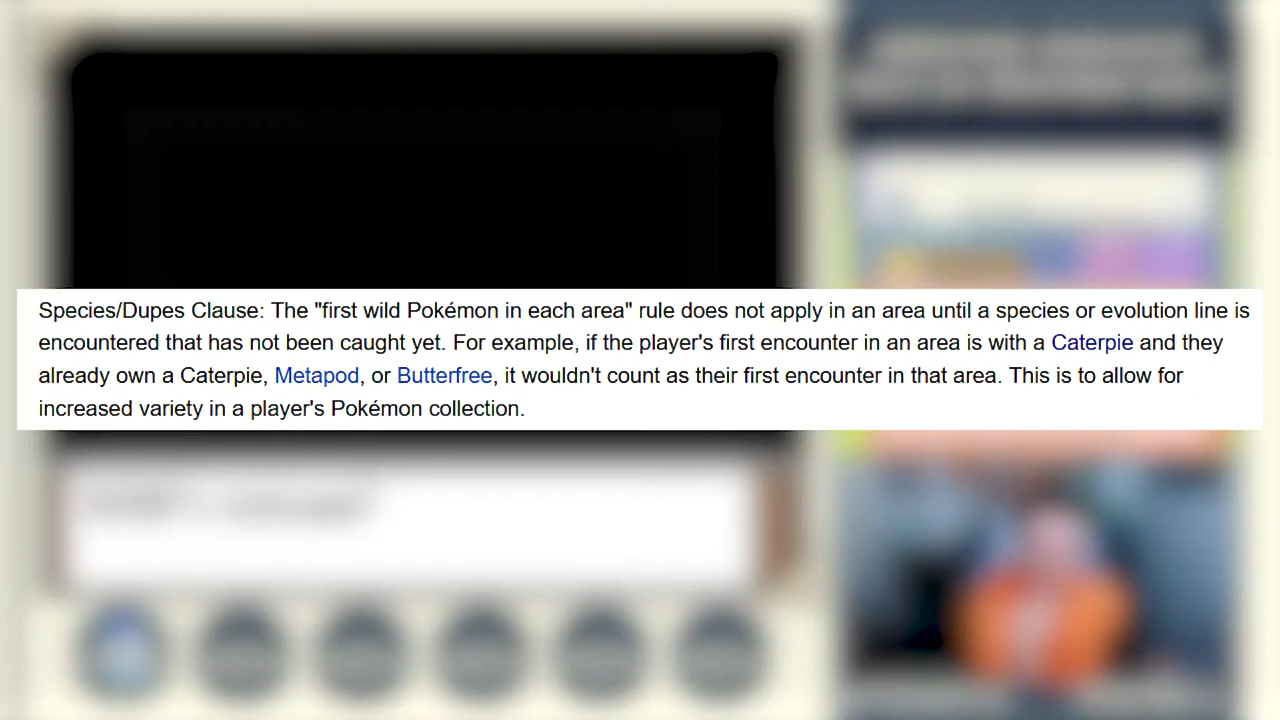 Species/Dupes Clause: The "first wild Pokémon in each area" rule does not apply in an area until a species or evolution line is
encountered that has not been caught yet. For example, if the player's first encounter in an area is with a Caterpie and they
already own a Caterpie, Metapod, or Butterfree, it wouldn't count as their first encounter in that area. This is to allow for
increased variety in a player's Pokémon collection.